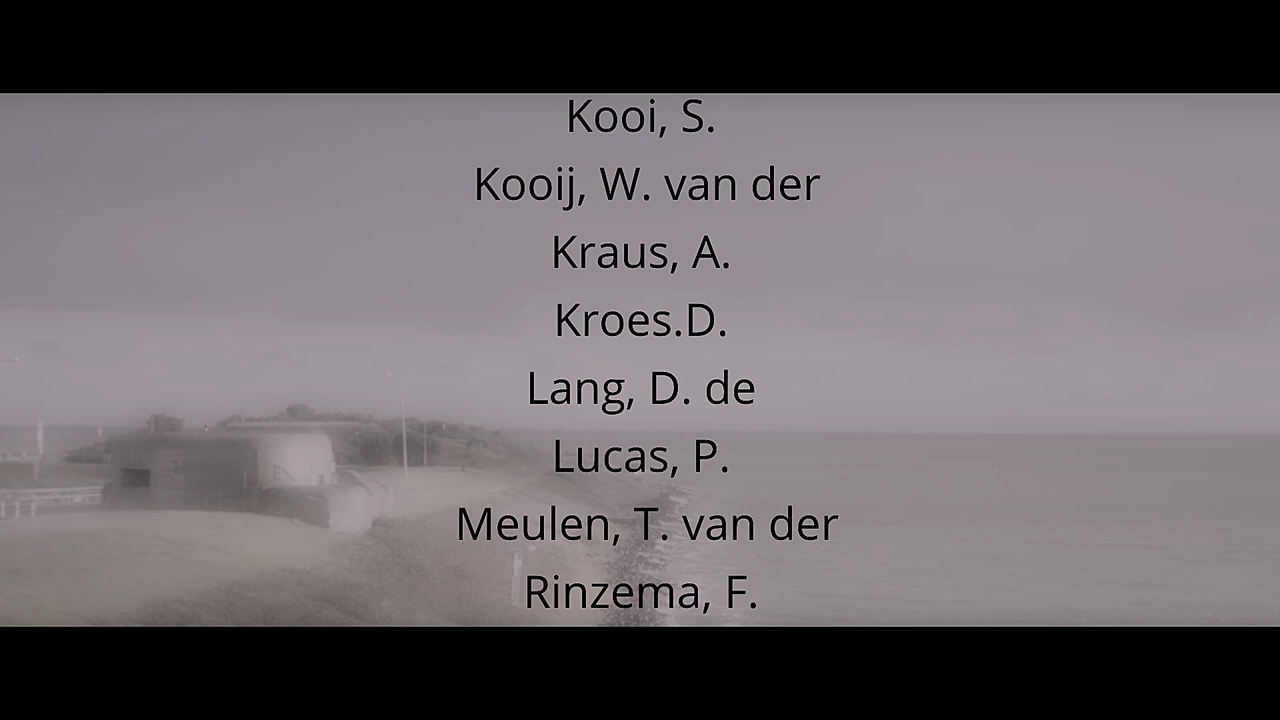 Kooi, S.
Kooij, W. van der
Kraus, A.
Kroes.D.
Lang, D. de
Lucas, P.
Meulen, T. van der
Rinzema, F.